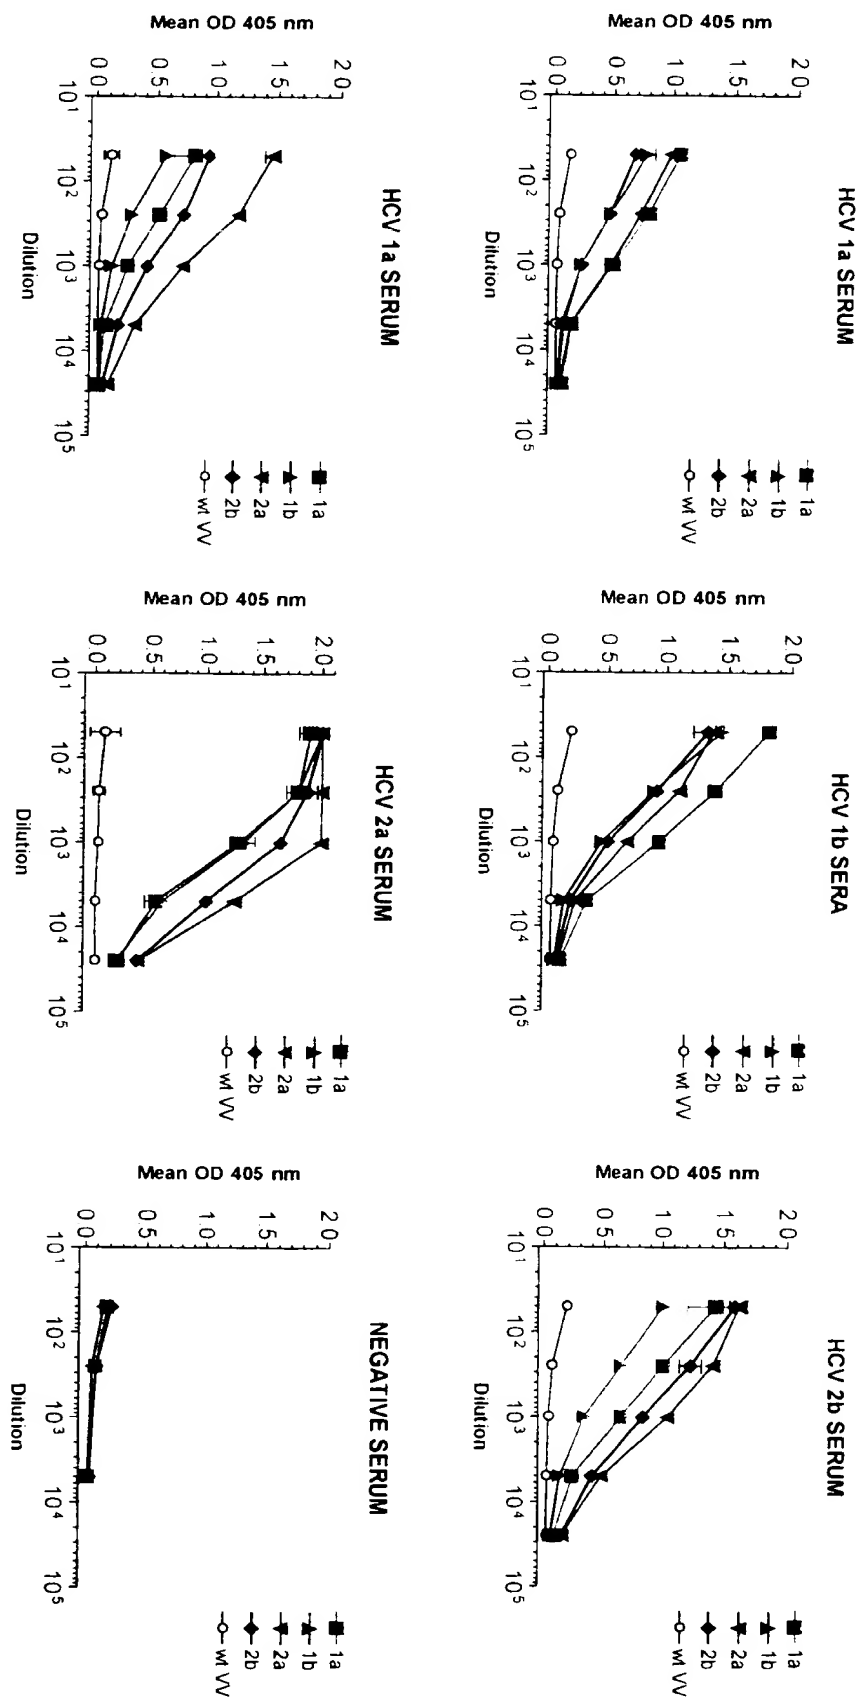 HCV 1a SERUM
Mean OD 405 nm
2.0
1.5
1.0
0.5
0.0
10¹ 10² 10³ 10⁴ 10⁵
Dilution
1a
1b
2a
2b
wt VV
HCV 1b SERA
Mean OD 405 nm
2.0
1.5
1.0
0.5
0.0
10¹ 10² 10³ 10⁴ 10⁵
Dilution
1a
1b
2a
2b
wt VV
HCV 2b SERUM
Mean OD 405 nm
2.0
1.5
1.0
0.5
0.0
10¹ 10² 10³ 10⁴ 10⁵
Dilution
1a
1b
2a
2b
wt VV
HCV 1a SERUM
Mean OD 405 nm
2.0
1.5
1.0
0.5
0.0
10¹ 10² 10³ 10⁴ 10⁵
Dilution
1a
1b
2a
2b
wt VV
HCV 2a SERUM
Mean OD 405 nm
2.0
1.5
1.0
0.5
0.0
10¹ 10² 10³ 10⁴ 10⁵
Dilution
1a
1b
2a
2b
wt VV
NEGATIVE SERUM
Mean OD 405 nm
2.0
1.5
1.0
0.5
0.0
10¹ 10² 10³ 10⁴ 10⁵
Dilution
1a
1b
2a
2b
wt VV